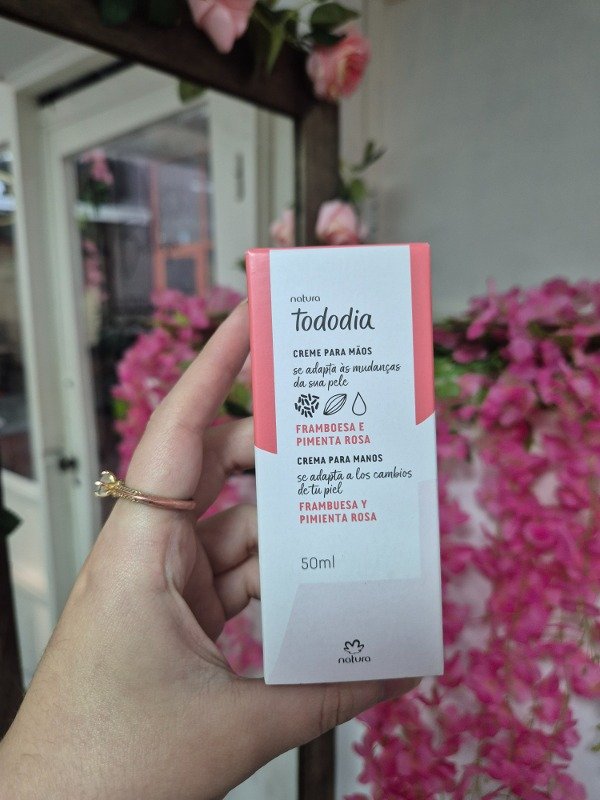 natura
tododia
CREME PARA MÃOS
se adapta às mudanças
da sua pele
FRAMBOESA E
PIMENTA ROSA
CREMA PARA MANOS
se adapta a los cambios
de tu piel
FRAMBUESA Y
PIMIENTA ROSA
50ml
natura